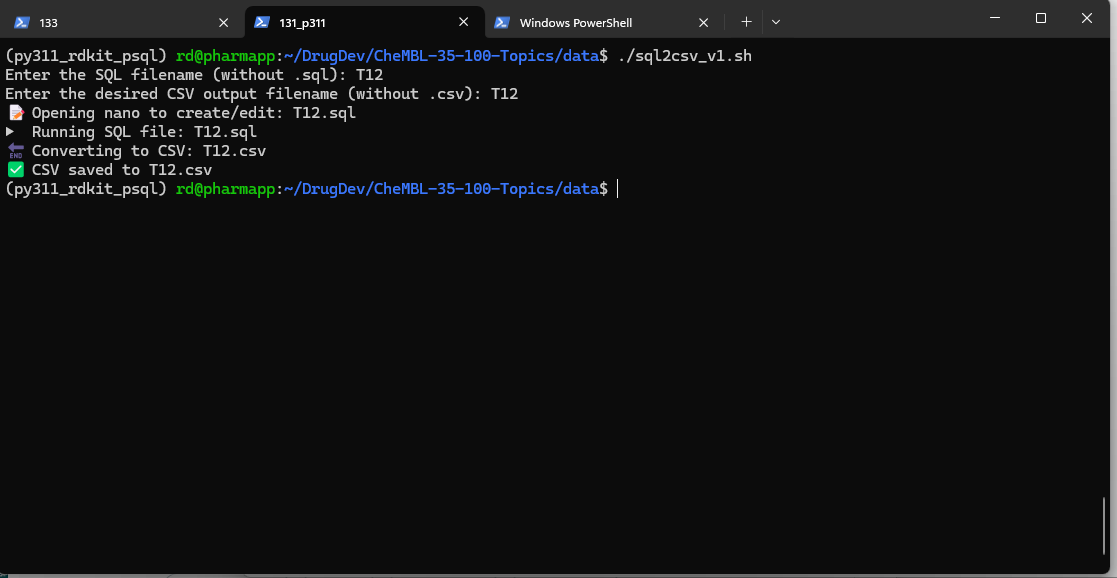 133
131_p311
Windows PowerShell
(py311_rdkit_psql) rd@pharmapp:~/DrugDev/CheMBL-35-100-Topics/data$ ./sql2csv_v1.sh
Enter the SQL filename (without .sql): T12
Enter the desired CSV output filename (without .csv): T12
📝 Opening nano to create/edit: T12.sql
▶ Running SQL file: T12.sql
🔚 Converting to CSV: T12.csv
✅ CSV saved to T12.csv
(py311_rdkit_psql) rd@pharmapp:~/DrugDev/CheMBL-35-100-Topics/data$